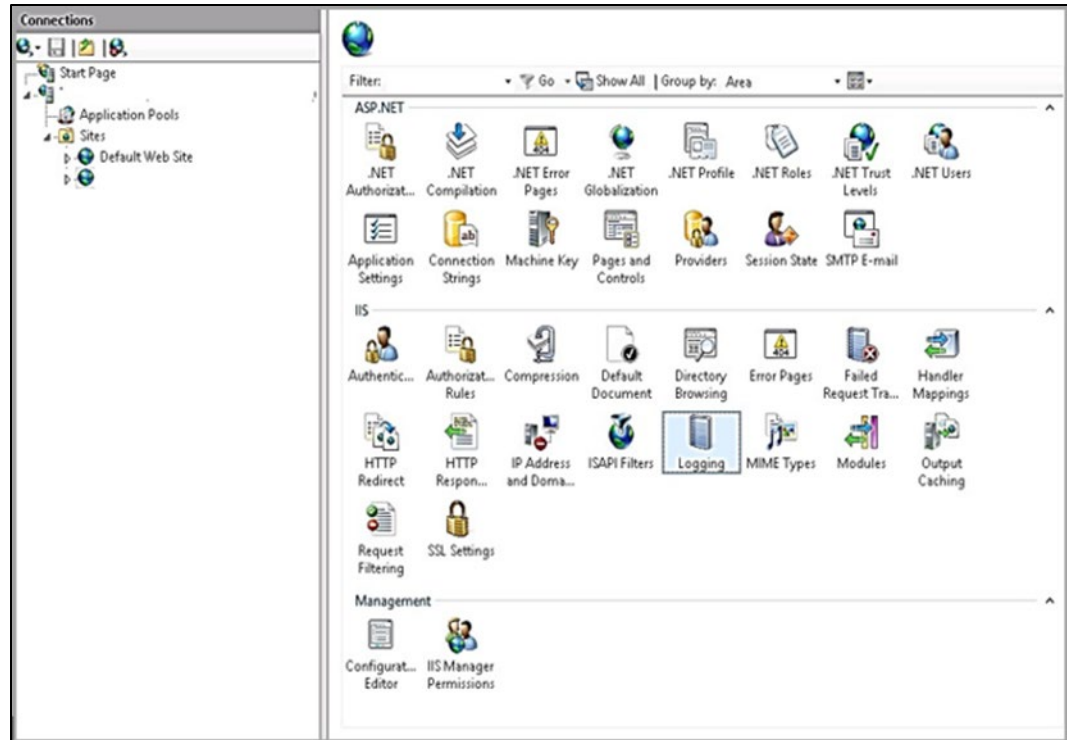 Connections
Start Page
Application Pools
Sites
Default Web Site
Filter: Go Show All | Group by: Area
ASP.NET
.NET Authorizat...
.NET Compilation
.NET Error Pages
.NET Globalization
.NET Profile
.NET Roles
.NET Trust Levels
.NET Users
Application Settings
Connection Strings
Machine Key
Pages and Controls
Providers
Session State
SMTP E-mail
IIS
Authentic...
Authorizat... Rules
Compression
Default Document
Directory Browsing
Error Pages
Failed Request Tra...
Handler Mappings
HTTP Redirect
HTTP Respon...
IP Address and Doma...
ISAPI Filters
Logging
MIME Types
Modules
Output Caching
Request Filtering
SSL Settings
Management
Configurat... Editor
IIS Manager Permissions